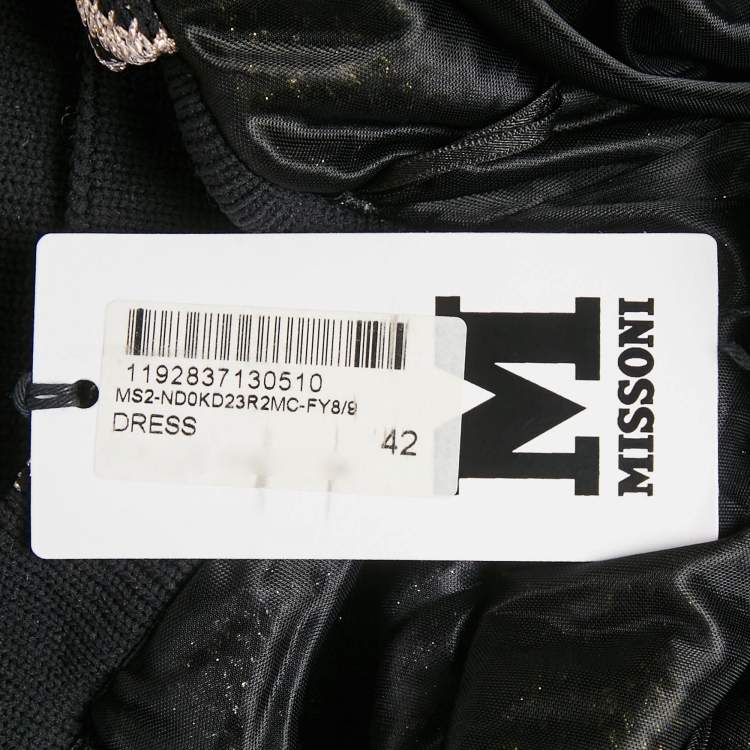 1192837130510
MS2-ND0KD23R2MC-FY8/9
DRESS
42
M
MISSONI